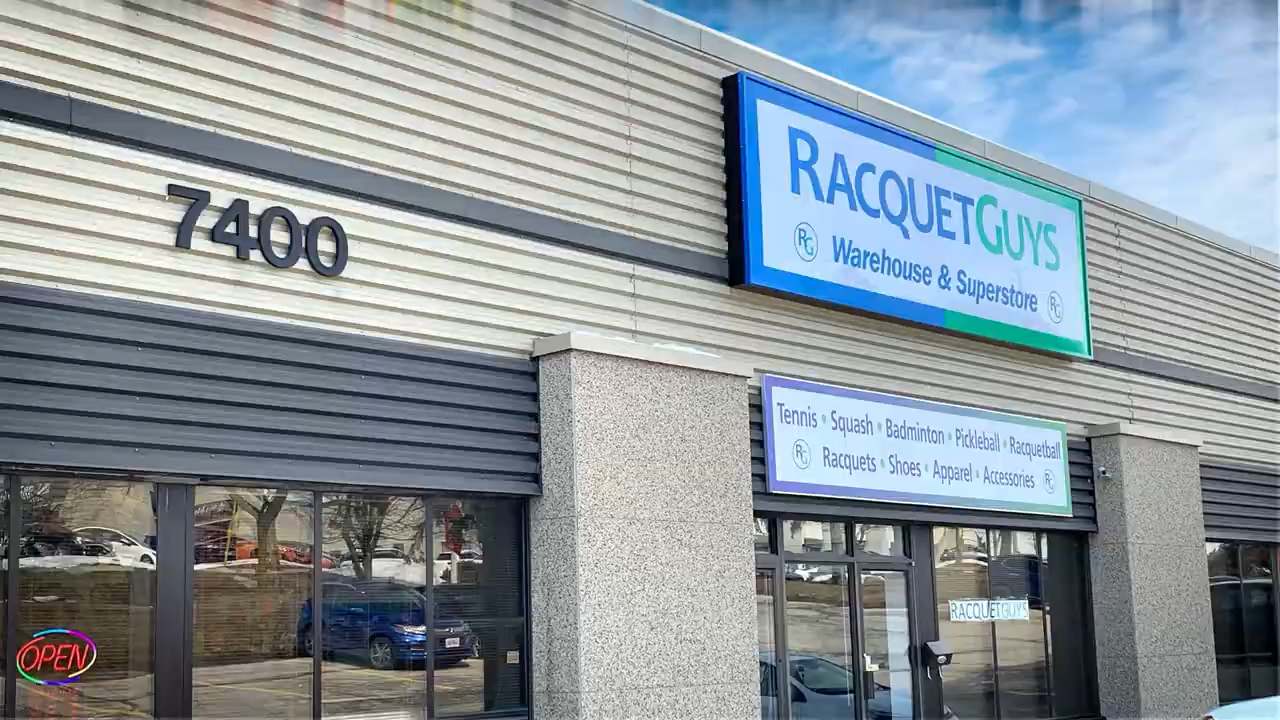 7400
RACQUETGUYS
RG Warehouse & Superstore RG
Tennis • Squash • Badminton • Pickleball • Racquetball
RG Racquets • Shoes • Apparel • Accessories RG
RACQUETGUYS
OPEN